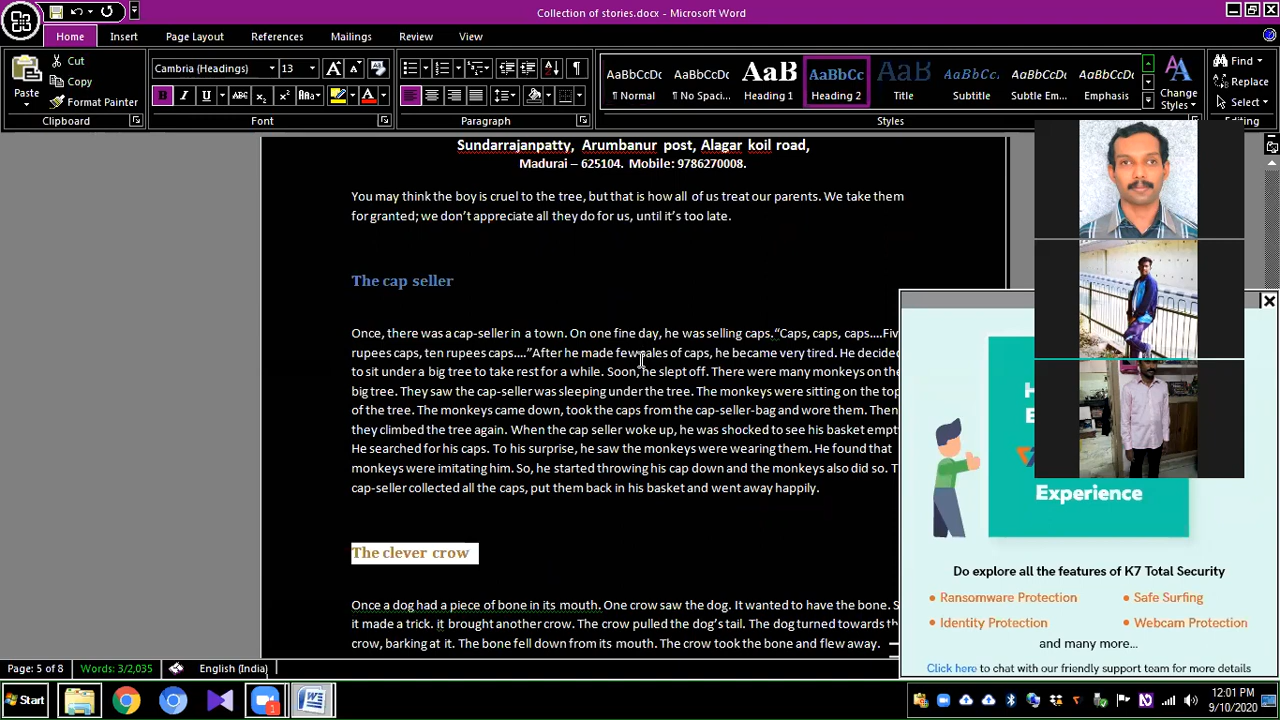 Collection of stories.docx - Microsoft Word
Home Insert Page Layout References Mailings Review View
Paste
Cut
Copy
Format Painter
Clipboard
Cambria (Headings) 13
Font
Paragraph
AaBbCcDc AaBbCcDc AaB AaBbCc AaB AaBbCc AaBbCcDc AaBbCcDc
¶ Normal ¶ No Spaci... Heading 1 Heading 2 Title Subtitle Subtle Em... Emphasis
Change Styles
Styles
Find
Replace
Select
Editing
Sundarrajanpatty, Arumbanur post, Alagar koil road,
Madurai – 625104. Mobile: 9786270008.
You may think the boy is cruel to the tree, but that is how all of us treat our parents. We take them
for granted; we don’t appreciate all they do for us, until it’s too late.
The cap seller
Once, there was a cap-seller in a town. On one fine day, he was selling caps.“Caps, caps, caps....Fiv
rupees caps, ten rupees caps....”After he made few sales of caps, he became very tired. He decided
to sit under a big tree to take rest for a while. Soon, he slept off. There were many monkeys on the
big tree. They saw the cap-seller was sleeping under the tree. The monkeys were sitting on the top
of the tree. The monkeys came down, took the caps from the cap-seller-bag and wore them. Then
they climbed the tree again. When the cap seller woke up, he was shocked to see his basket empt
He searched for his caps. To his surprise, he saw the monkeys were wearing them. He found that
monkeys were imitating him. So, he started throwing his cap down and the monkeys also did so. T
cap-seller collected all the caps, put them back in his basket and went away happily.
The clever crow
Once a dog had a piece of bone in its mouth. One crow saw the dog. It wanted to have the bone. S
it made a trick. it brought another crow. The crow pulled the dog’s tail. The dog turned towards th
crow, barking at it. The bone fell down from its mouth. The crow took the bone and flew away.
Experience
Do explore all the features of K7 Total Security
• Ransomware Protection
• Safe Surfing
• Identity Protection
• Webcam Protection
and many more...
Click here to chat with our friendly support team for more details
Page: 5 of 8 Words: 3/2,035 English (India)
Start
1
12:01 PM
9/10/2020